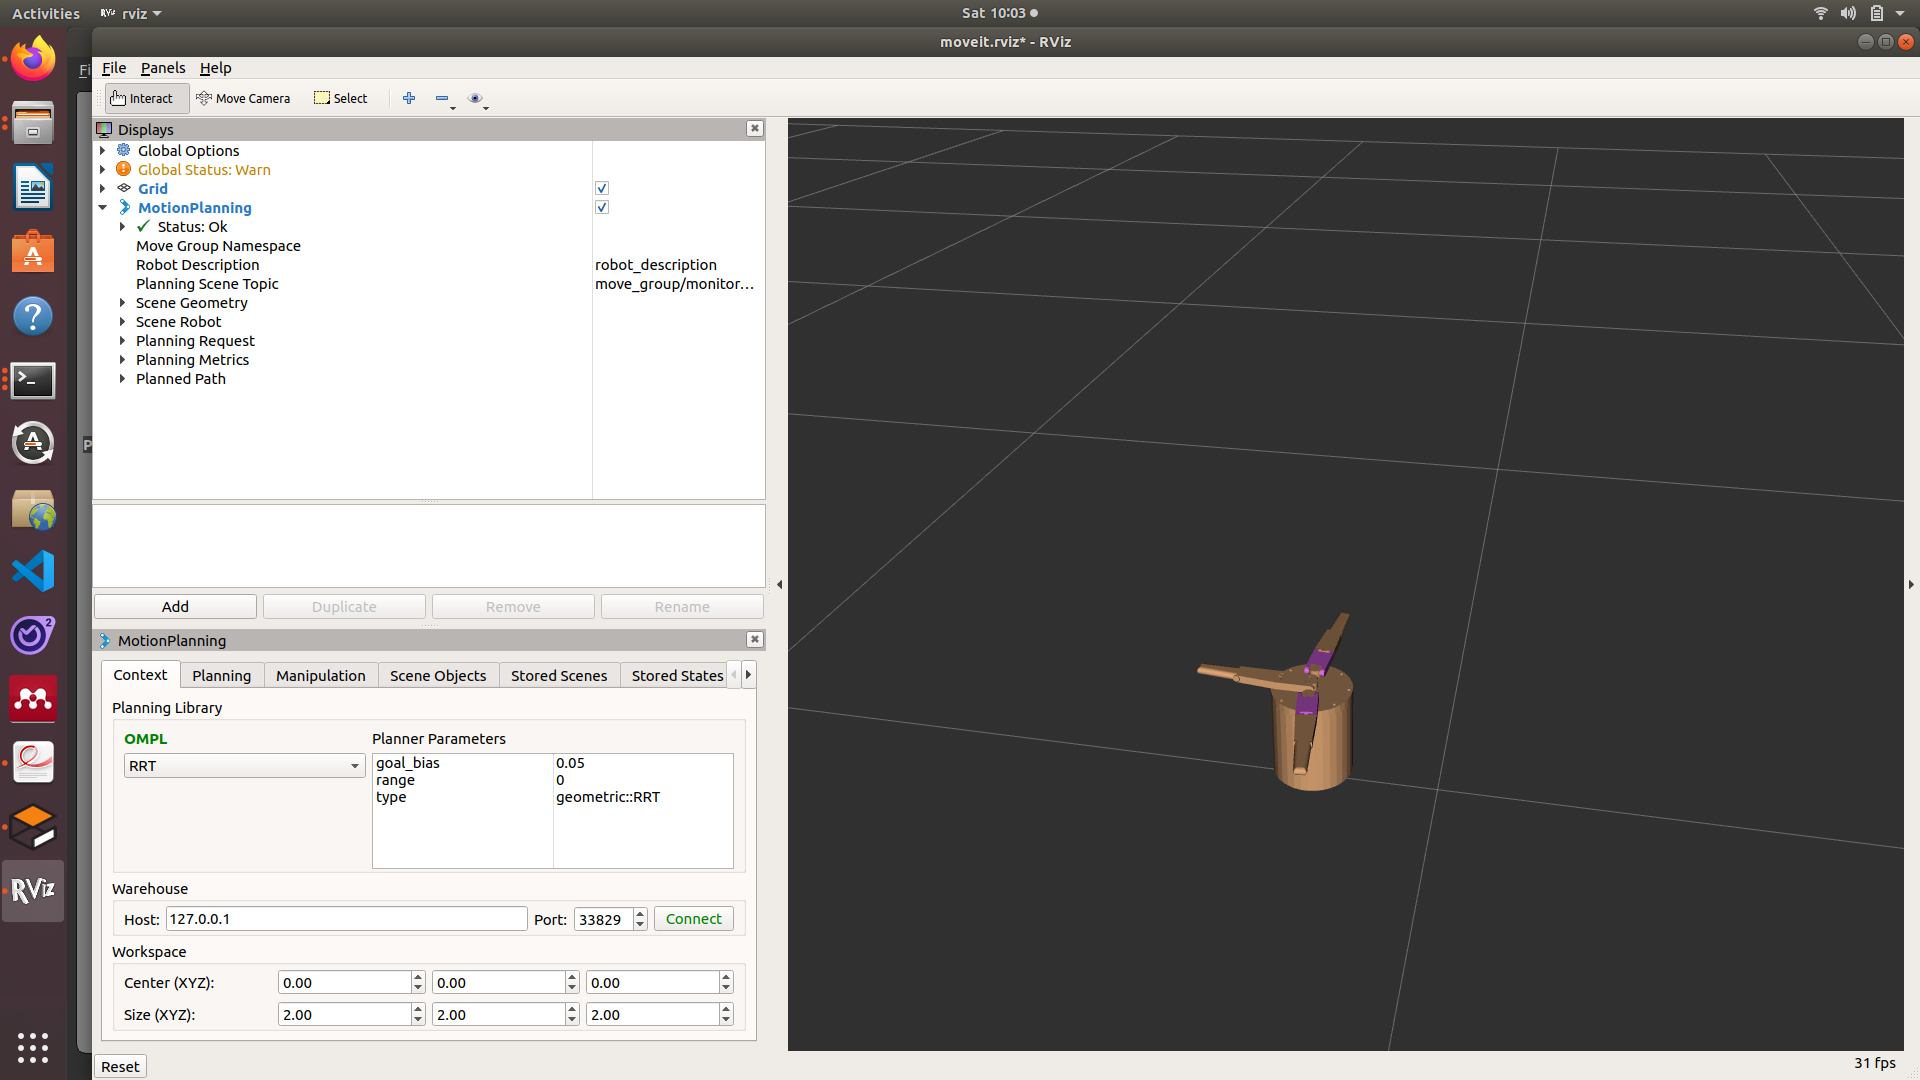 Activities RViz rviz Sat 10:03
moveit.rviz* - RViz
Fi
File Panels Help
Interact Move Camera Select
Displays
Global Options
Global Status: Warn
Grid
MotionPlanning
Status: Ok
Move Group Namespace
Robot Description robot_description
Planning Scene Topic move_group/monitor...
Scene Geometry
Scene Robot
Planning Request
Planning Metrics
Planned Path
P
Add Duplicate Remove Rename
MotionPlanning
Context Planning Manipulation Scene Objects Stored Scenes Stored States
Planning Library
OMPL Planner Parameters
RRT
goal_bias 0.05
range 0
type geometric::RRT
Warehouse
RViz
Host: 127.0.0.1 Port: 33829 Connect
Workspace
Center (XYZ): 0.00 0.00 0.00
Size (XYZ): 2.00 2.00 2.00
Reset 31 fps